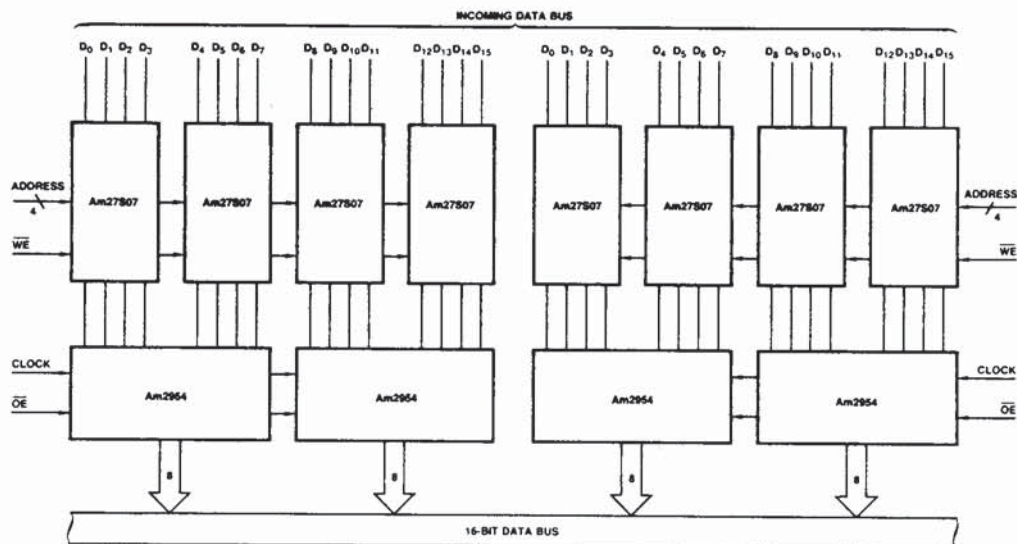 INCOMING DATA BUS
D0 D1 D2 D3 D4 D5 D6 D7 D8 D9 D10 D11 D12 D13 D14 D15 D0 D1 D2 D3 D4 D5 D6 D7 D8 D9 D10 D11 D12 D13 D14 D15
ADDRESS
4
Am27S07 Am27S07 Am27S07 Am27S07 Am27S07 Am27S07 Am27S07 Am27S07
ADDRESS
4
WE
WE
CLOCK
CLOCK
Am2954 Am2954 Am2954 Am2954
OE
OE
8 8 8 8
16-BIT DATA BUS